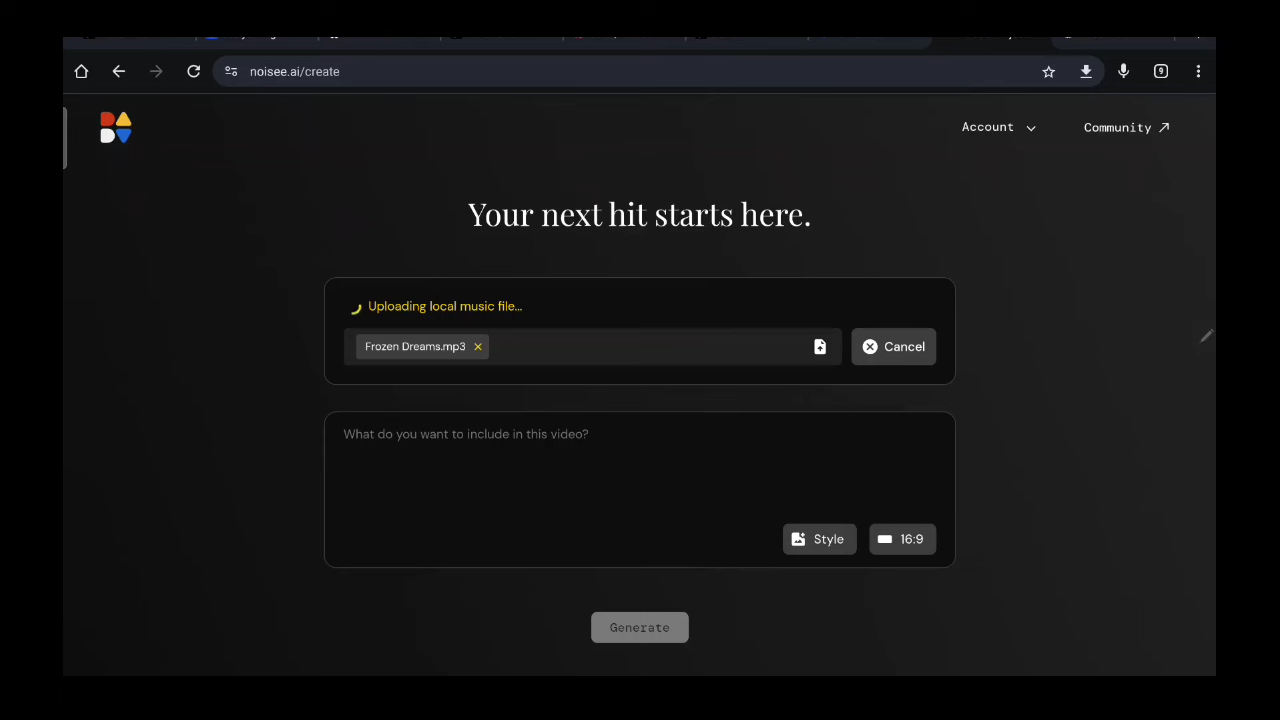 noisee.ai/create
9
Account
Community
Your next hit starts here.
Uploading local music file...
Frozen Dreams.mp3
Cancel
What do you want to include in this video?
Style
16:9
Generate